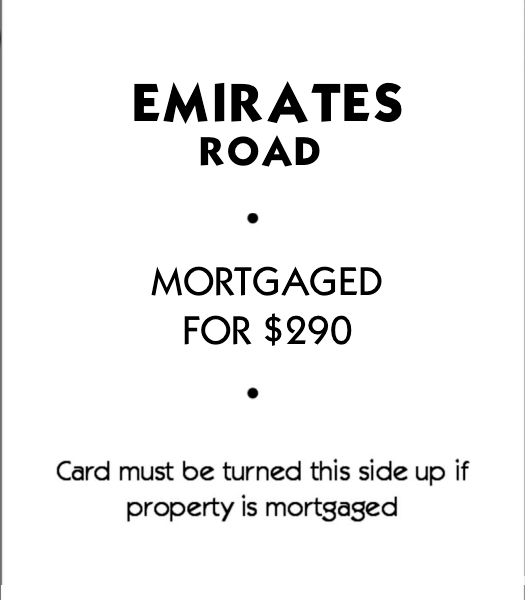 EMIRATES
ROAD
•
MORTGAGED
FOR $290
•
Card must be turned this side up if
property is mortgaged